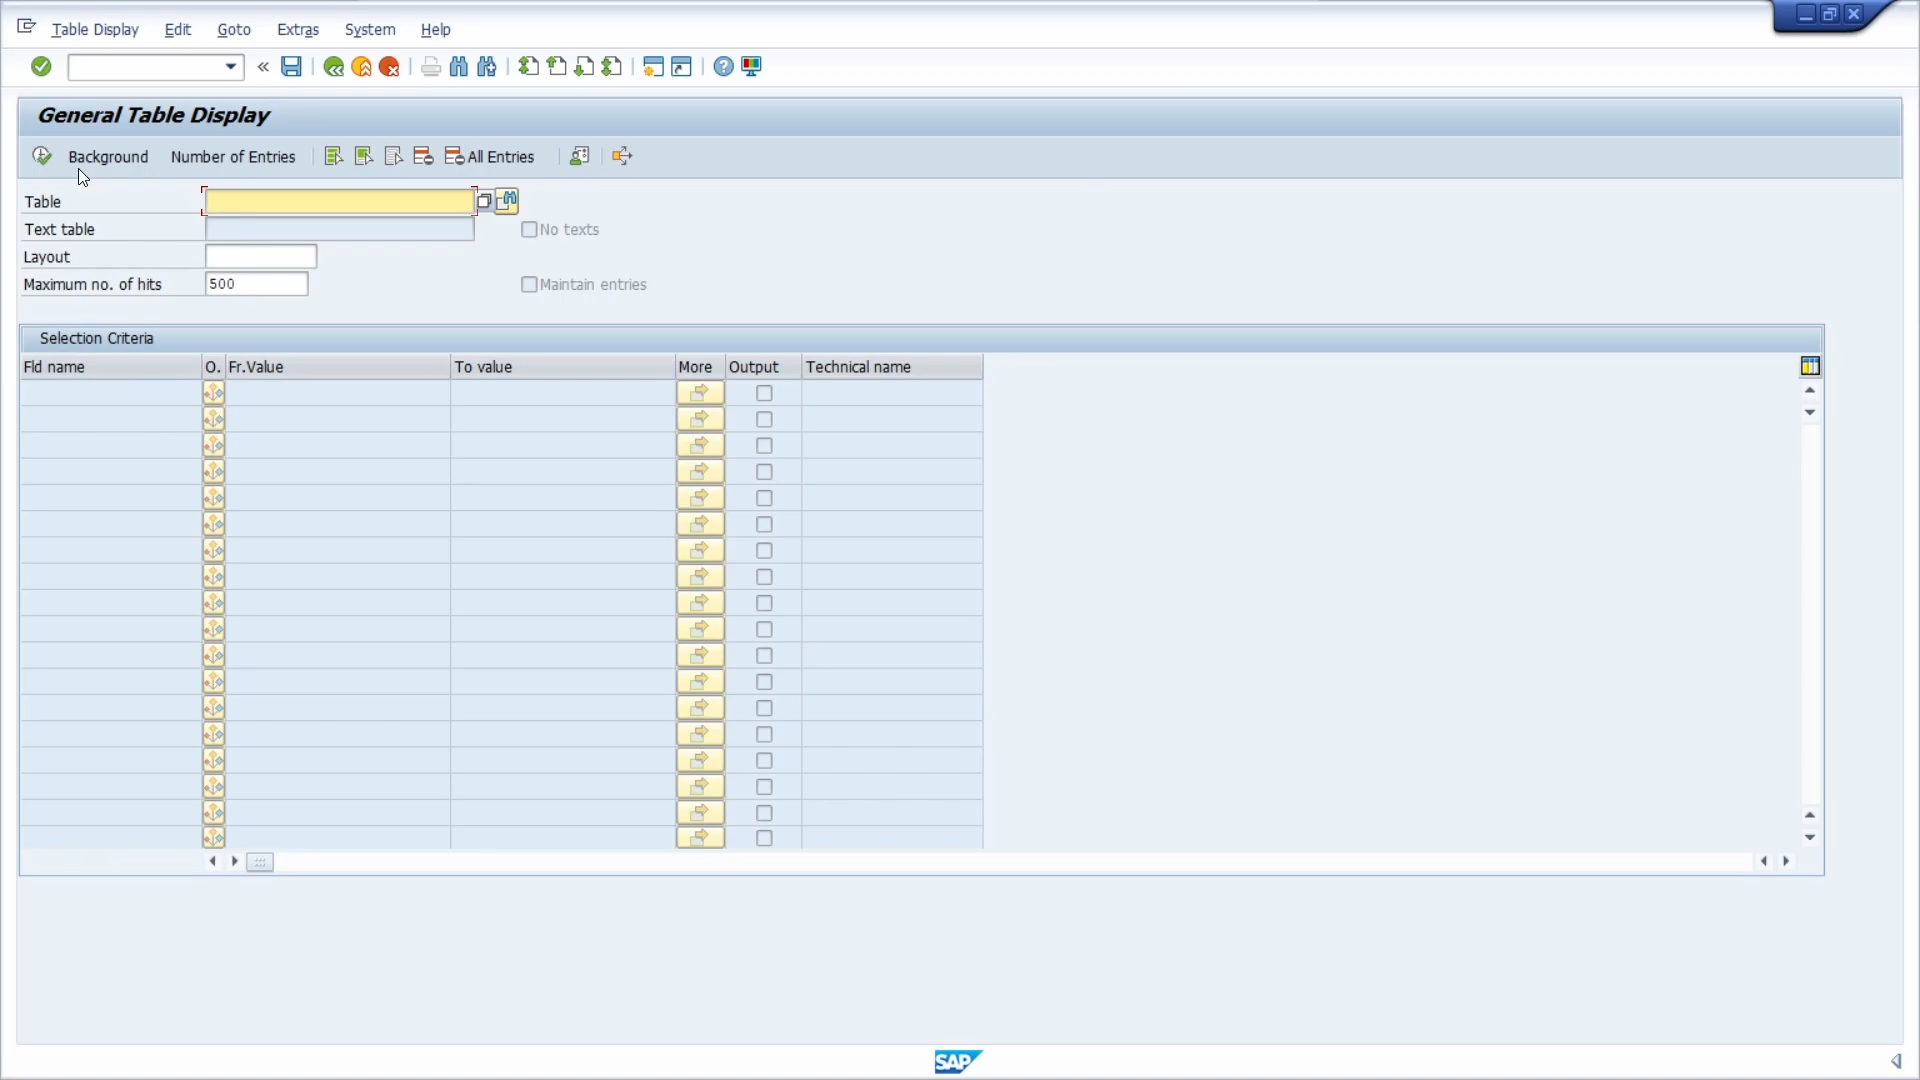 Table Display Edit Goto Extras System Help
General Table Display
Background Number of Entries All Entries
Table
Text table No texts
Layout
Maximum no. of hits 500 Maintain entries
Selection Criteria
Fld name O. Fr.Value To value More Output Technical name
SAP